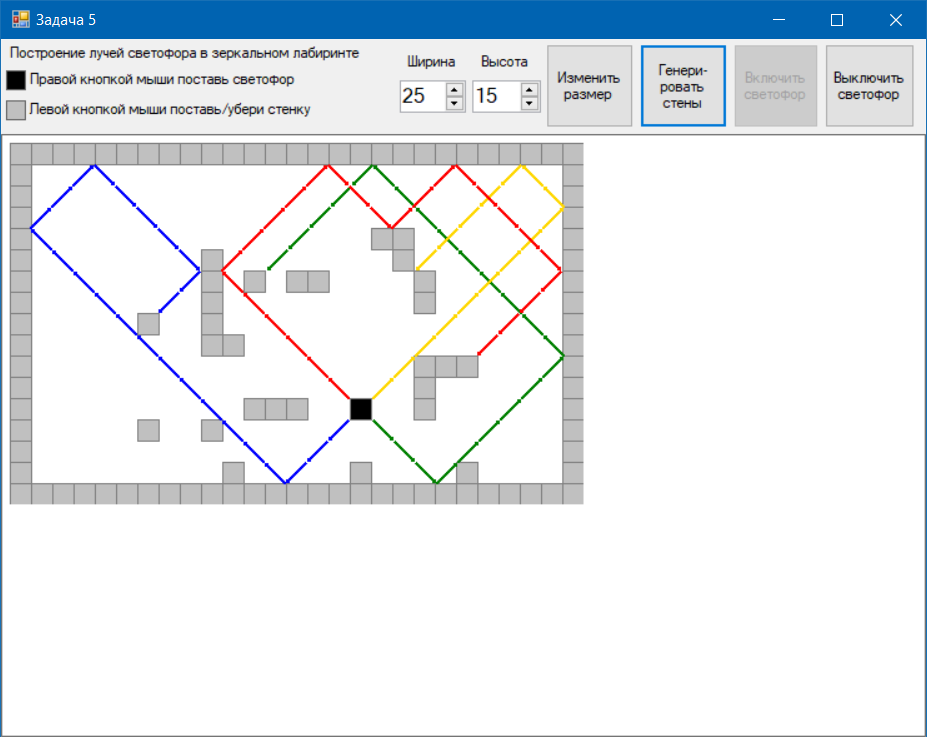 Задача 5
Построение лучей светофора в зеркальном лабиринте
Правой кнопкой мыши поставь светофор
Левой кнопкой мыши поставь/убери стенку
Ширина
25
Высота
15
Изменить
размер
Генери-
ровать
стены
Включить
светофор
Выключить
светофор